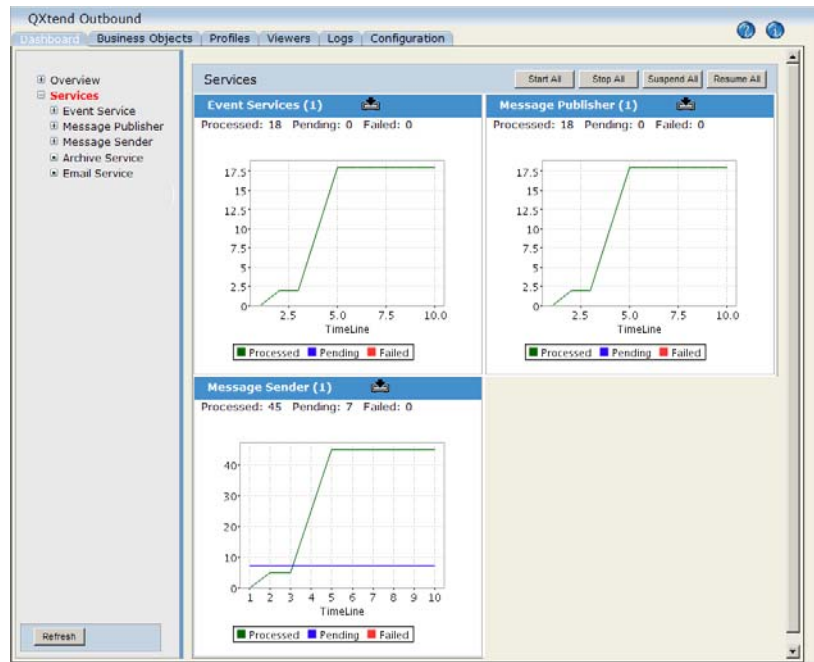 QXtend Outbound
Dashboard Business Objects Profiles Viewers Logs Configuration
Overview
Services
Event Service
Message Publisher
Message Sender
Archive Service
Email Service
Refresh
Services Start All Stop All Suspend All Resume All
Event Services (1)
Processed: 18 Pending: 0 Failed: 0
17.5
15
12.5
10
7.5
5
2.5
0
2.5 5.0 7.5 10.0
TimeLine
Processed Pending Failed
Message Publisher (1)
Processed: 18 Pending: 0 Failed: 0
17.5
15
12.5
10
7.5
5
2.5
0
2.5 5.0 7.5 10.0
TimeLine
Processed Pending Failed
Message Sender (1)
Processed: 45 Pending: 7 Failed: 0
40
30
20
10
0
1 2 3 4 5 6 7 8 9 10
TimeLine
Processed Pending Failed